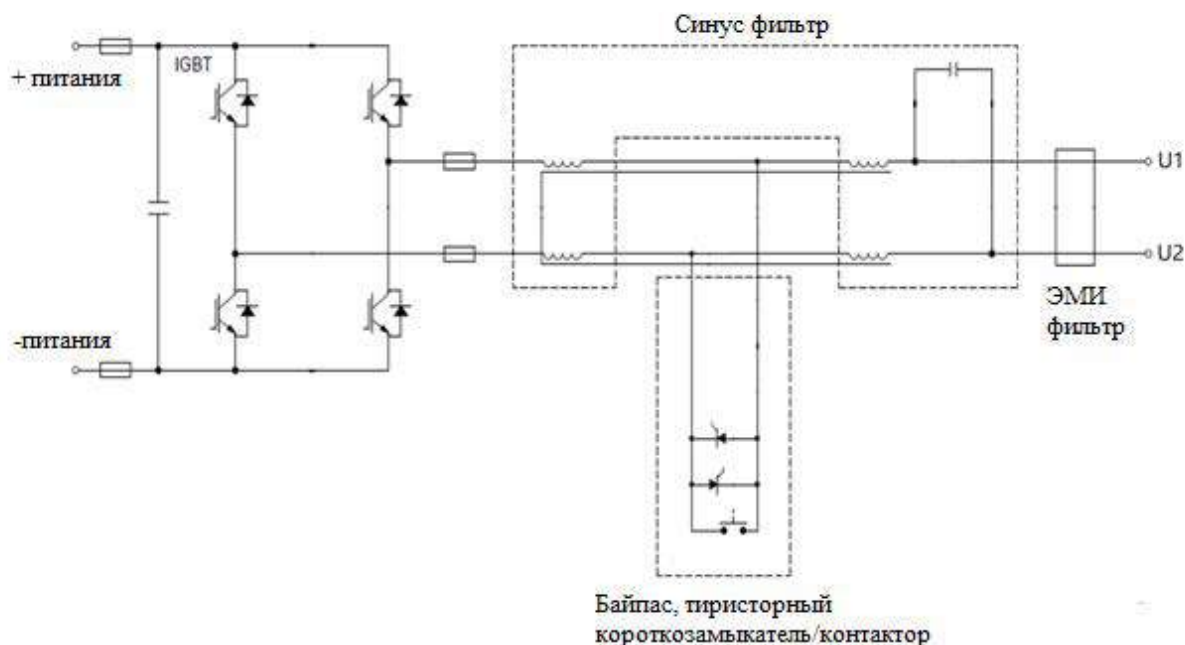 Синус фильтр
+ питания
IGBT
U1
U2
ЭМИ
фильтр
-питания
Байпас, тиристорный
короткозамыкатель/контактор